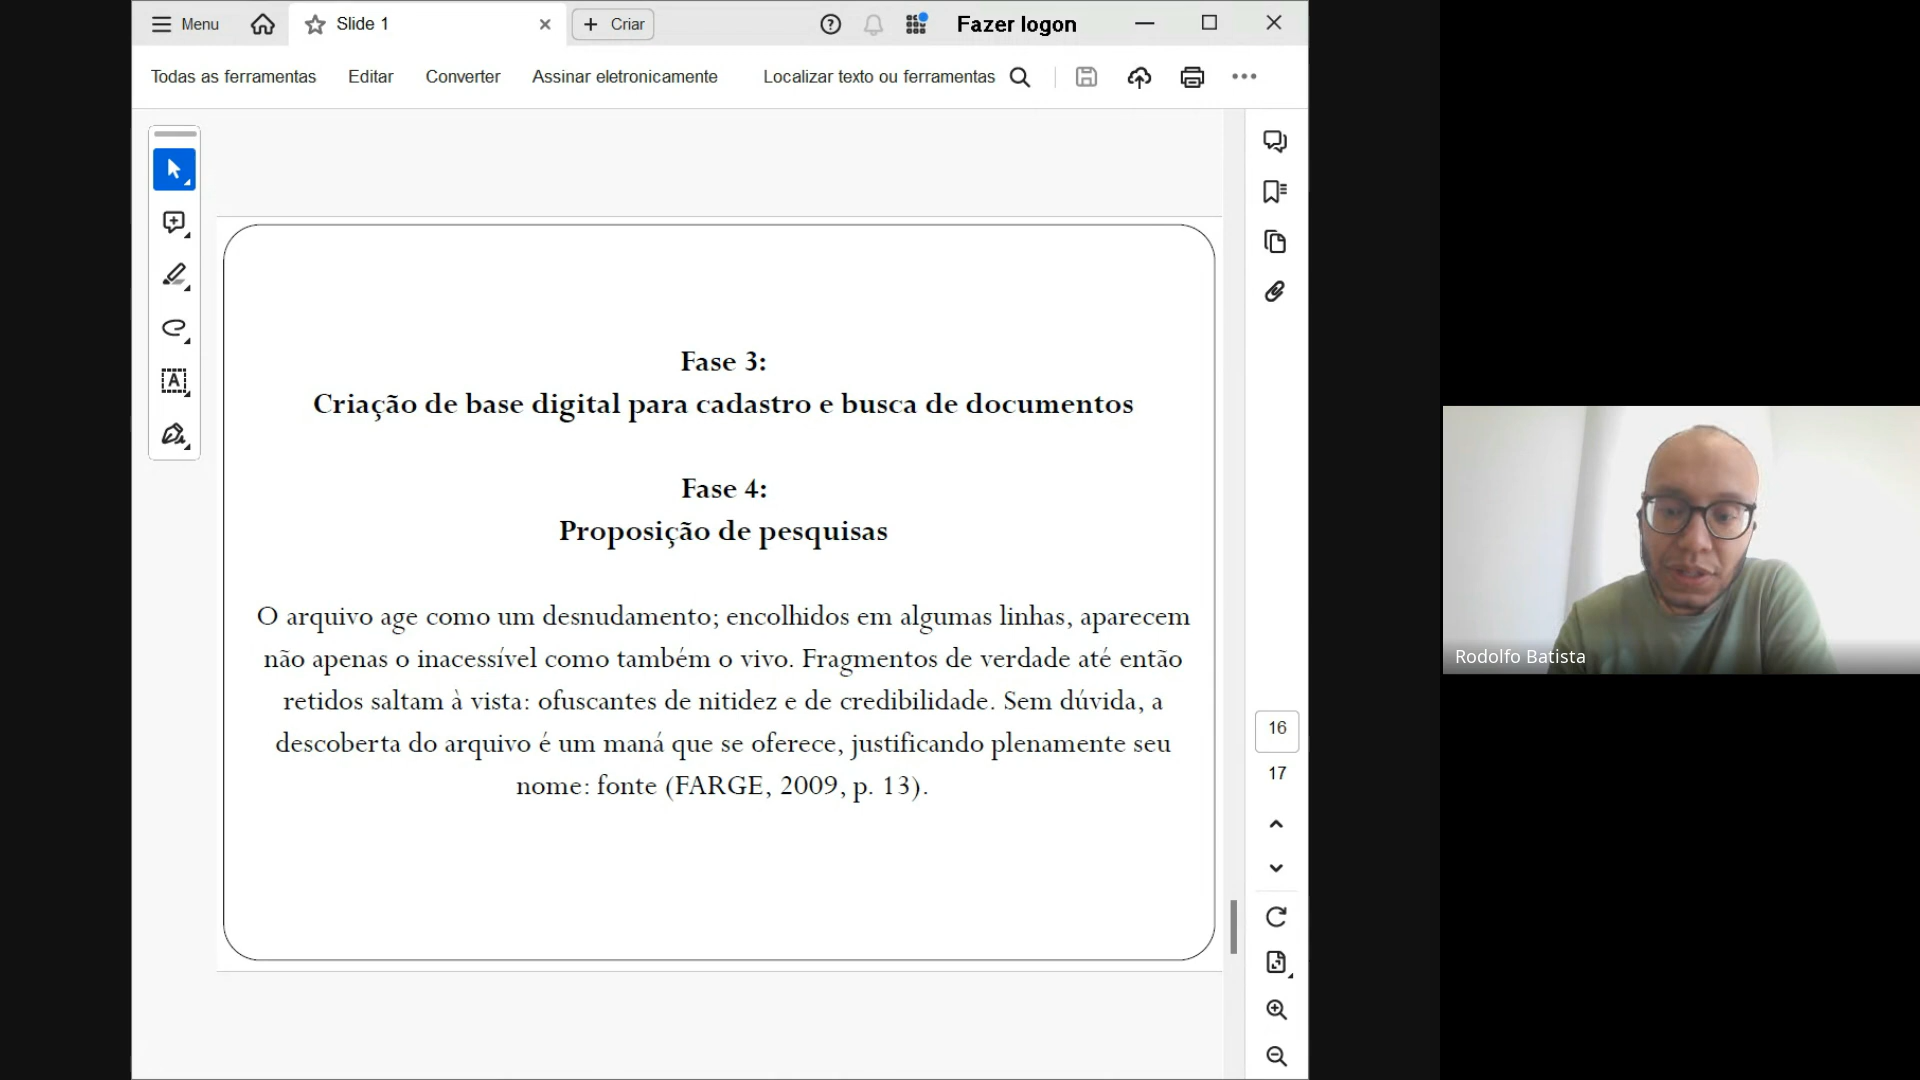 Menu
Slide 1
Criar
Fazer logon
Todas as ferramentas
Editar
Converter
Assinar eletronicamente
Localizar texto ou ferramentas
Fase 3:
Criação de base digital para cadastro e busca de documentos
Fase 4:
Proposição de pesquisas
O arquivo age como um desnudamento; encolhidos em algumas linhas, aparecem
não apenas o inacessível como também o vivo. Fragmentos de verdade até então
retidos saltam à vista: ofuscantes de nitidez e de credibilidade. Sem dúvida, a
descoberta do arquivo é um maná que se oferece, justificando plenamente seu
nome: fonte (FARGE, 2009, p. 13).
16
17
Rodolfo Batista